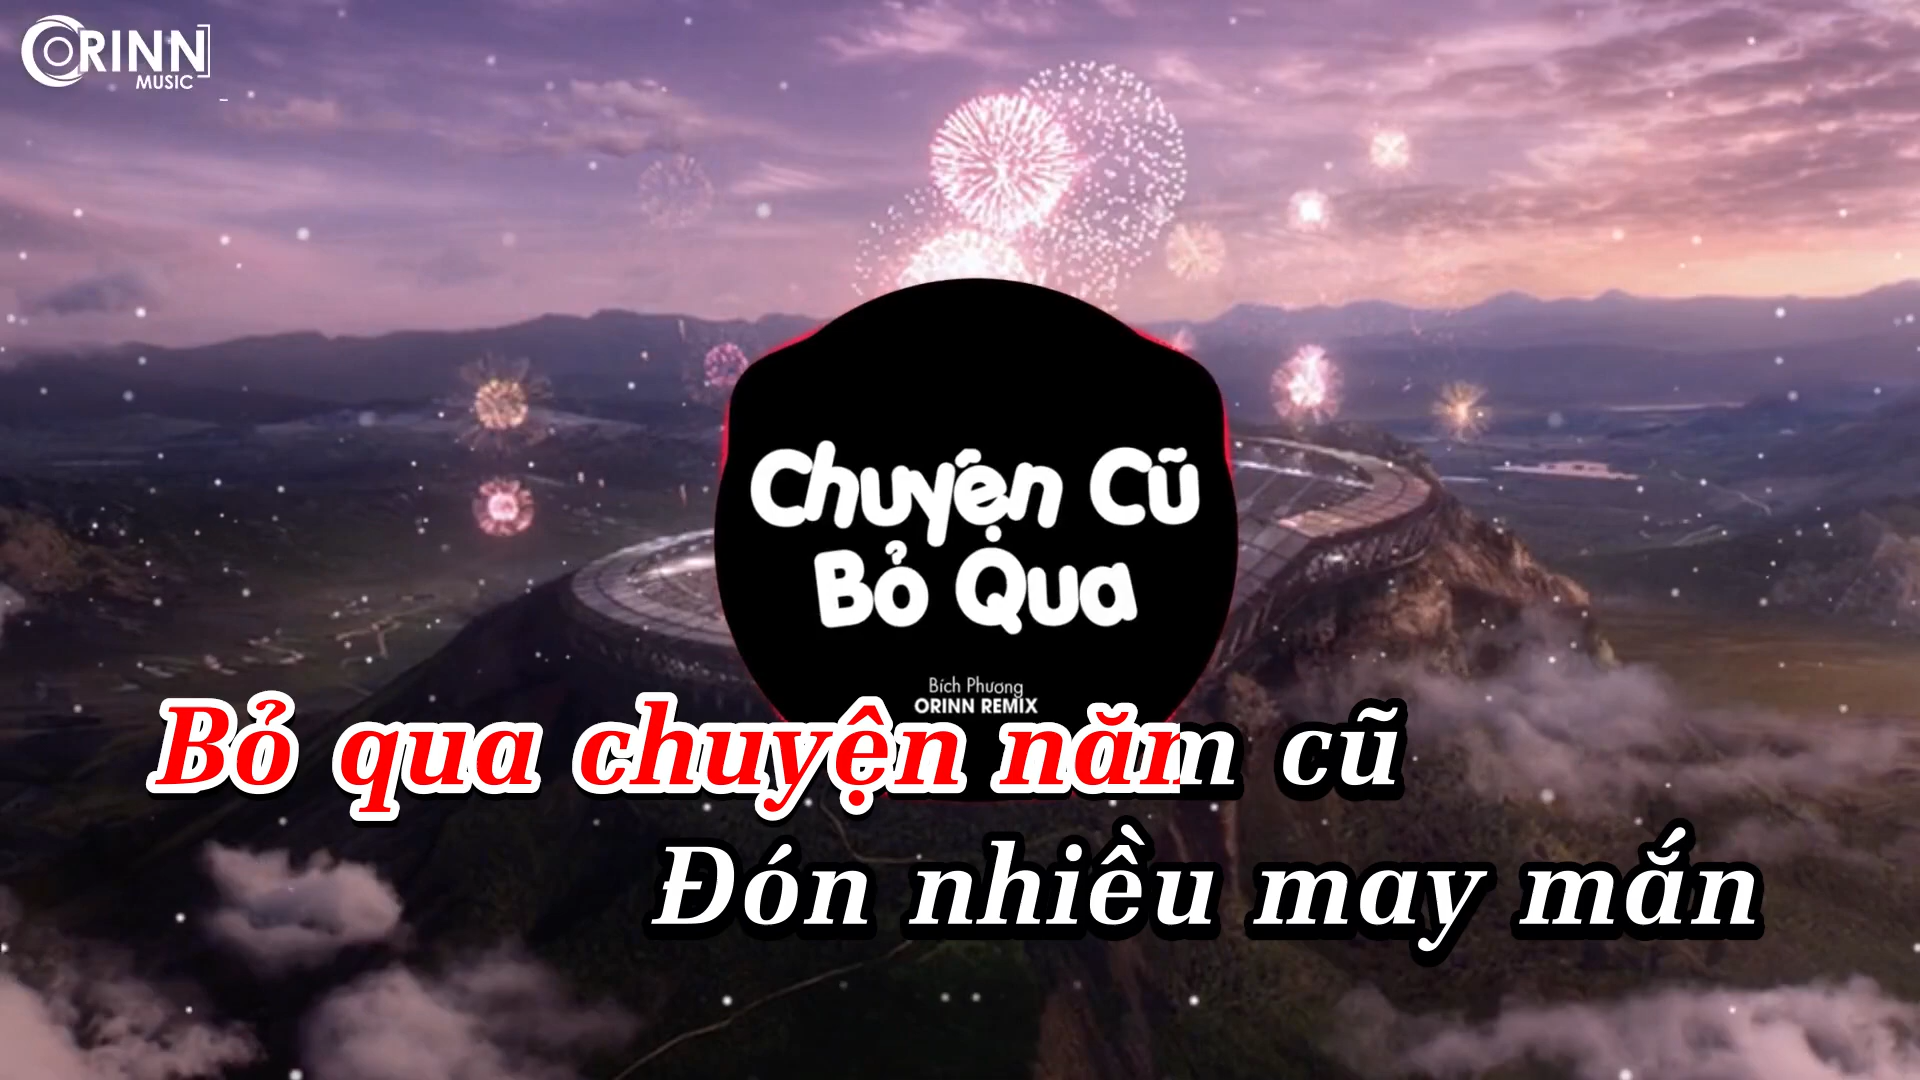 ORINN
MUSIC
Chuyện Cũ
Bỏ Qua
Bích Phương
ORINN REMIX
Bỏ qua chuyện năm cũ
Đón nhiều may mắn